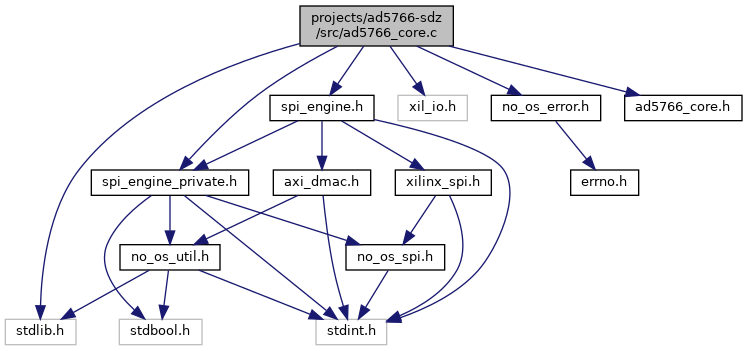 projects/ad5766-sdz
/src/ad5766_core.c
spi_engine.h
xil_io.h
no_os_error.h
ad5766_core.h
spi_engine_private.h
axi_dmac.h
xilinx_spi.h
errno.h
no_os_util.h
no_os_spi.h
stdlib.h
stdbool.h
stdint.h